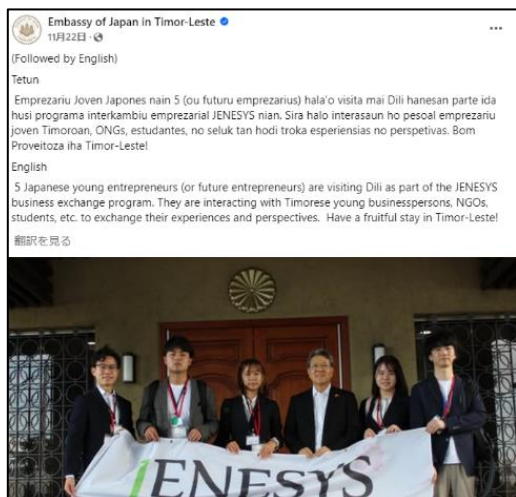 Embassy of Japan in Timor-Leste
11月22日 ·
(Followed by English)
Tetun
Emprezariu Joven Japones nain 5 (ou futuru emprezarius) hala'o visita mai Dili hanesan parte ida
husi programa interkambiu emprezarial JENESYS nian. Sira halo interasaun ho pesoal emprezariu
joven Timoroan, ONGs, estudantes, no seluk tan hodi troka esperiensias no perspetivas. Bom
Proveitoza iha Timor-Leste!
English
5 Japanese young entrepreneurs (or future entrepreneurs) are visiting Dili as part of the JENESYS
business exchange program. They are interacting with Timorese young businesspersons, NGOs,
students, etc. to exchange their experiences and perspectives. Have a fruitful stay in Timor-Leste!
翻訳を見る
JENESYS